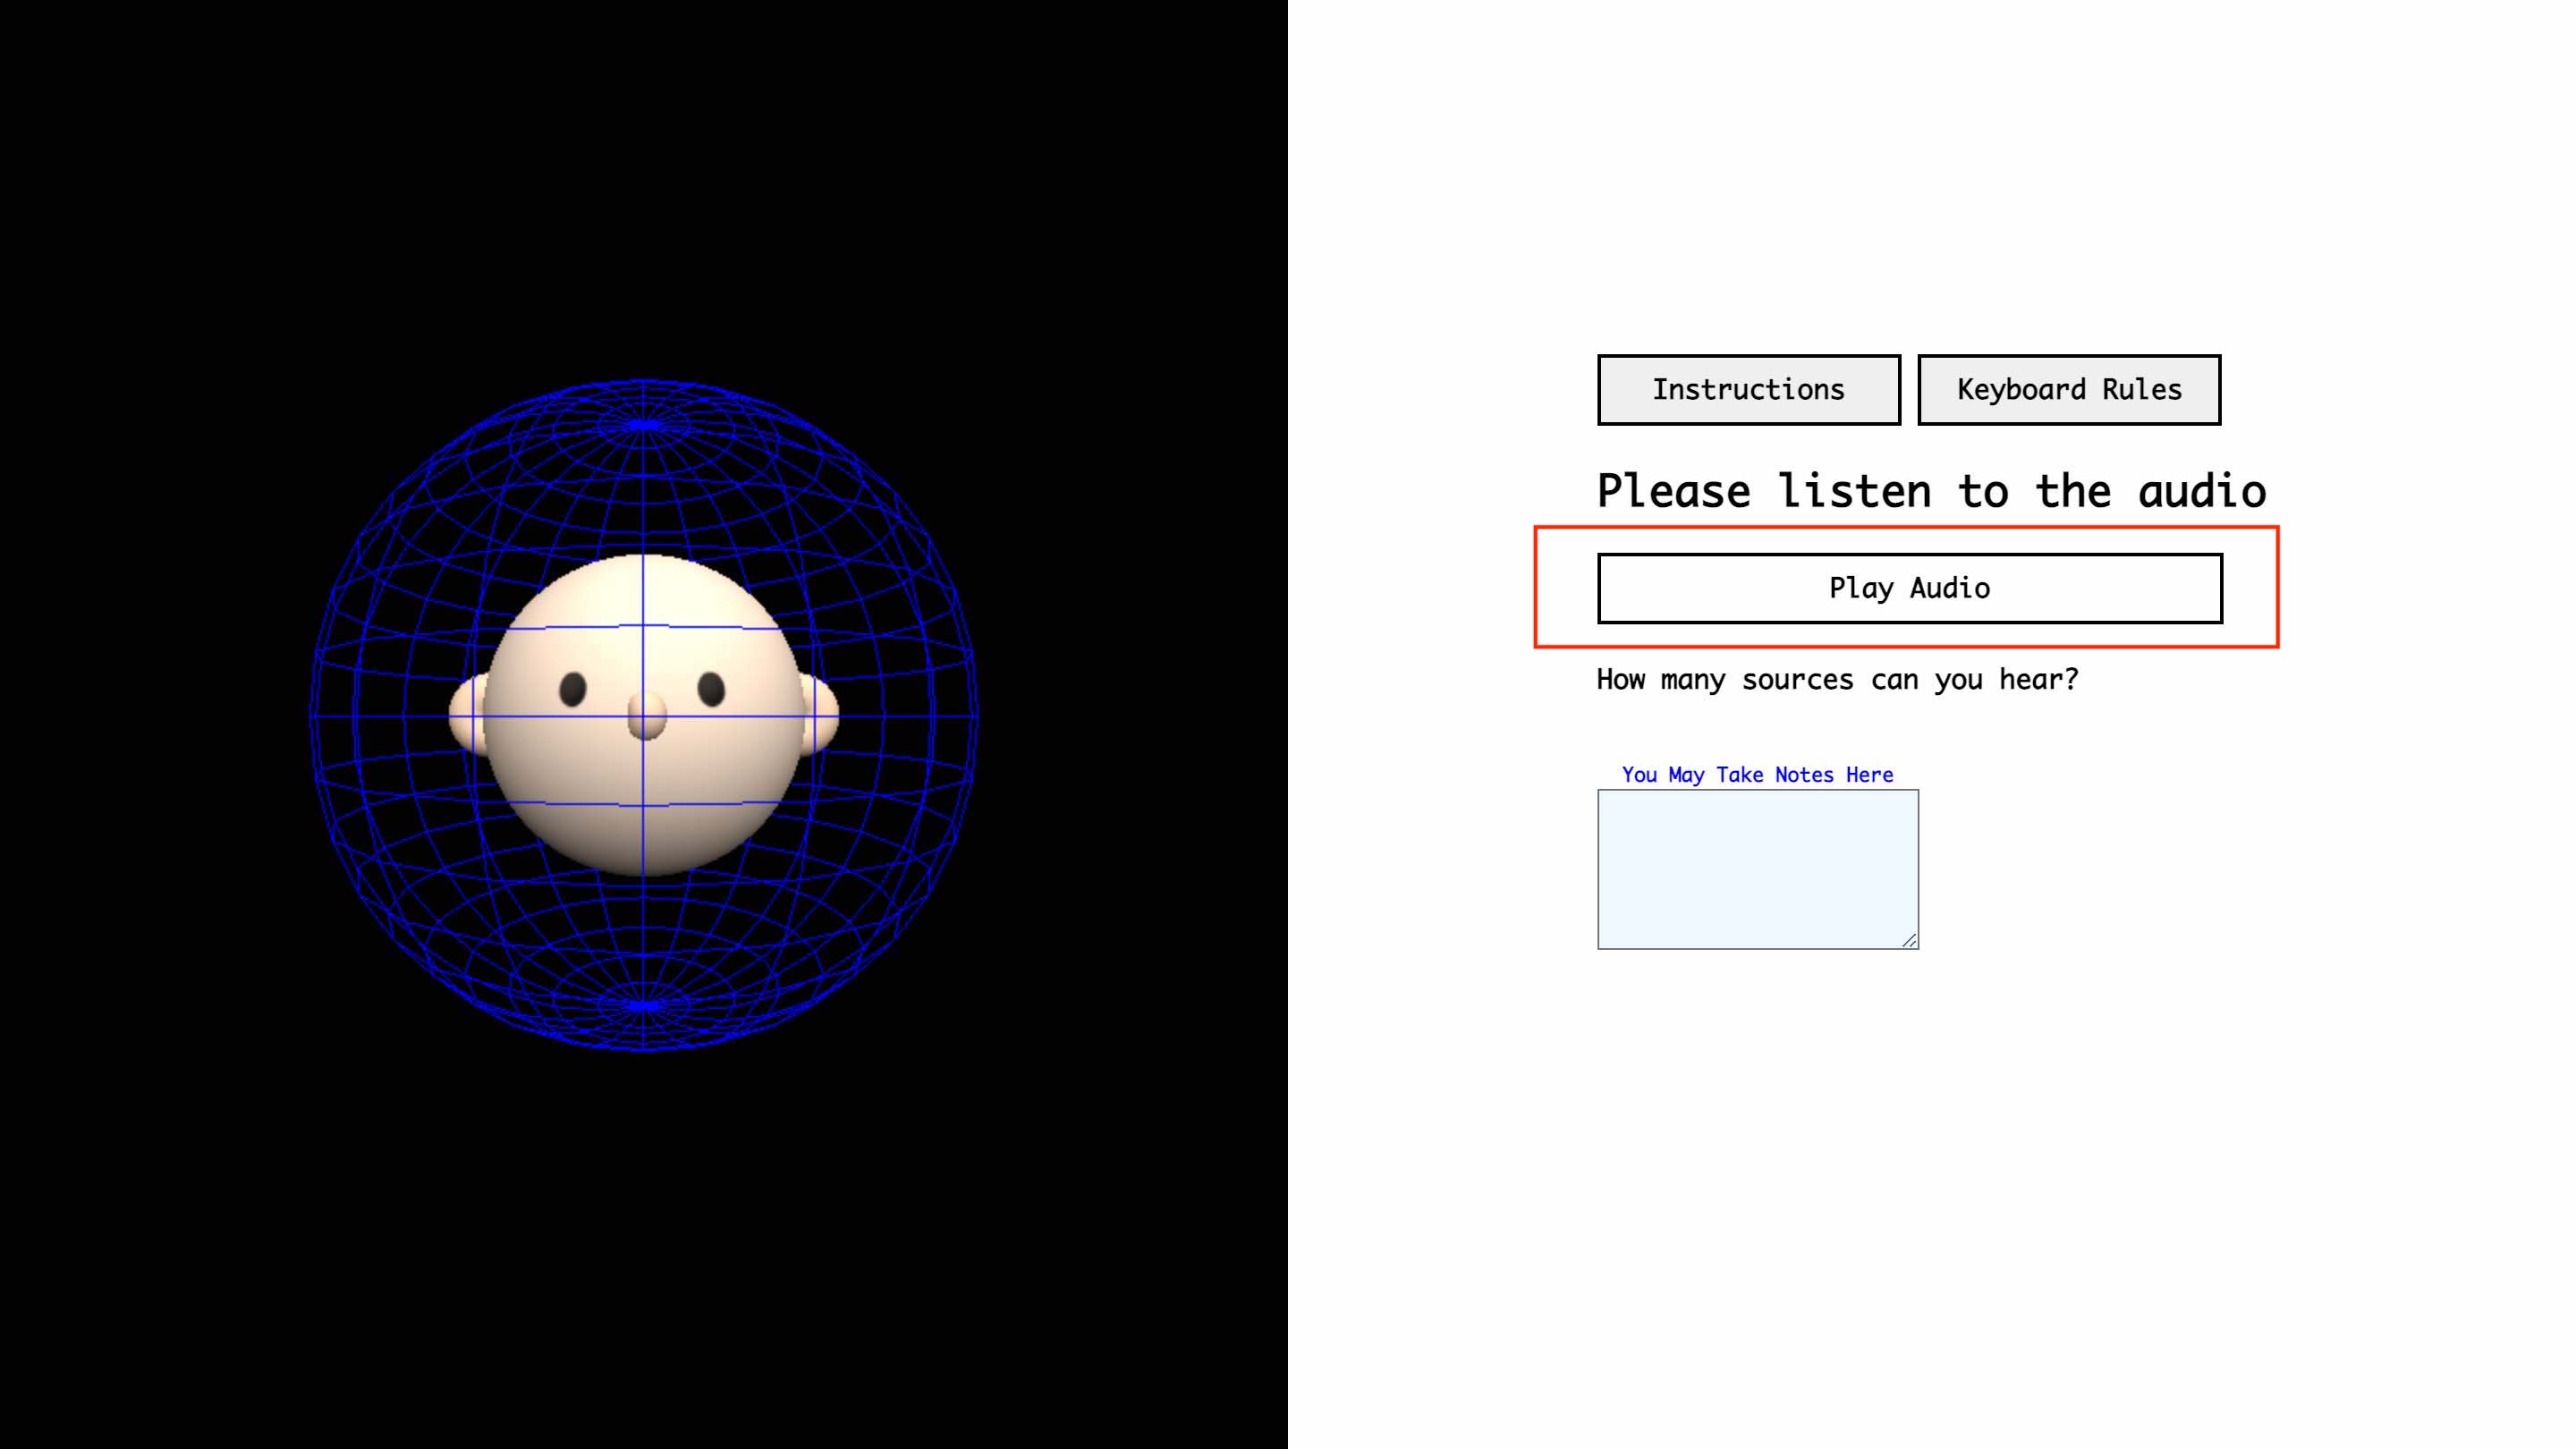 Instructions
Keyboard Rules
Please listen to the audio
Play Audio
How many sources can you hear?
You May Take Notes Here